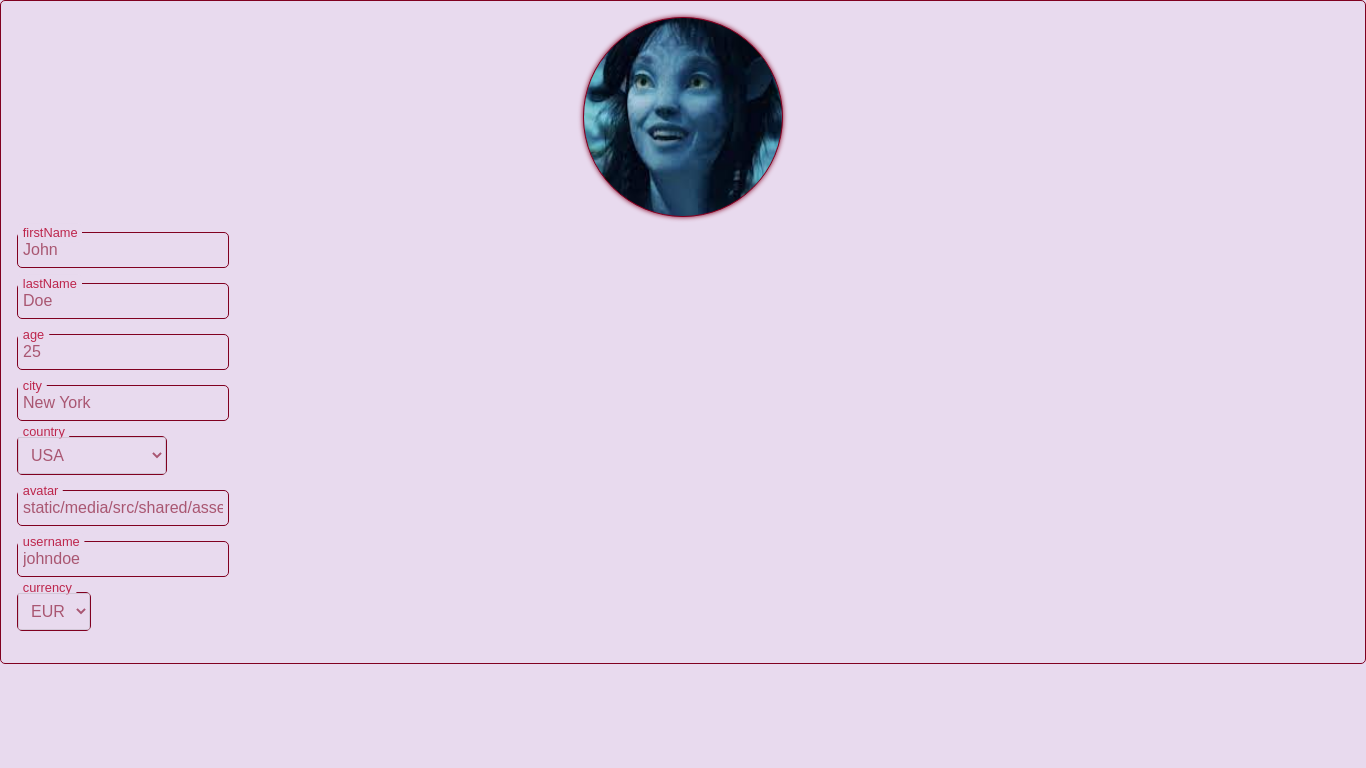 firstName
John
lastName
Doe
age
25
city
New York
country
USA
avatar
static/media/src/shared/asse
username
johndoe
currency
EUR